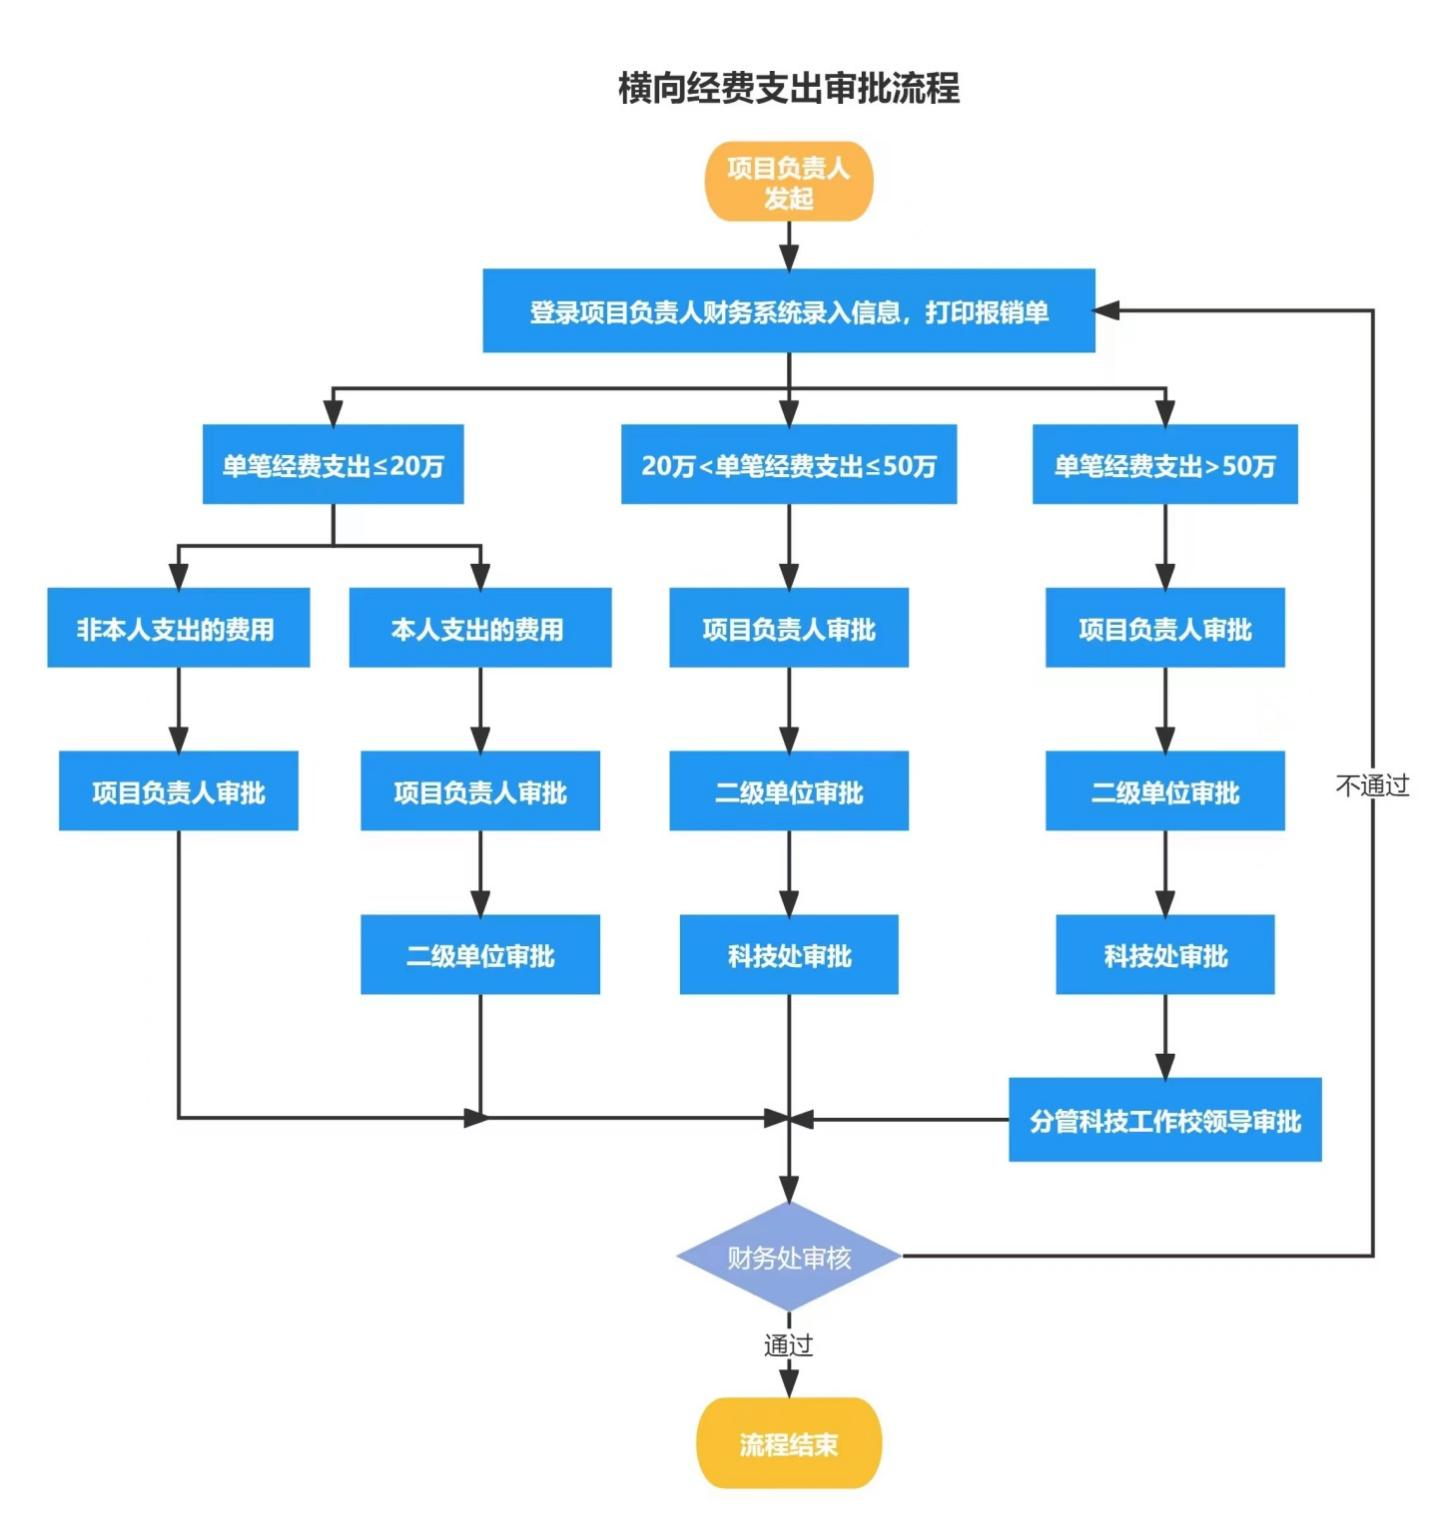 横向经费支出审批流程
项目负责人
发起
登录项目负责人财务系统录入信息，打印报销单
单笔经费支出≤20万
20万<单笔经费支出≤50万
单笔经费支出>50万
非本人支出的费用
本人支出的费用
项目负责人审批
项目负责人审批
项目负责人审批
项目负责人审批
二级单位审批
二级单位审批
不通过
二级单位审批
科技处审批
科技处审批
分管科技工作校领导审批
财务处审核
通过
流程结束